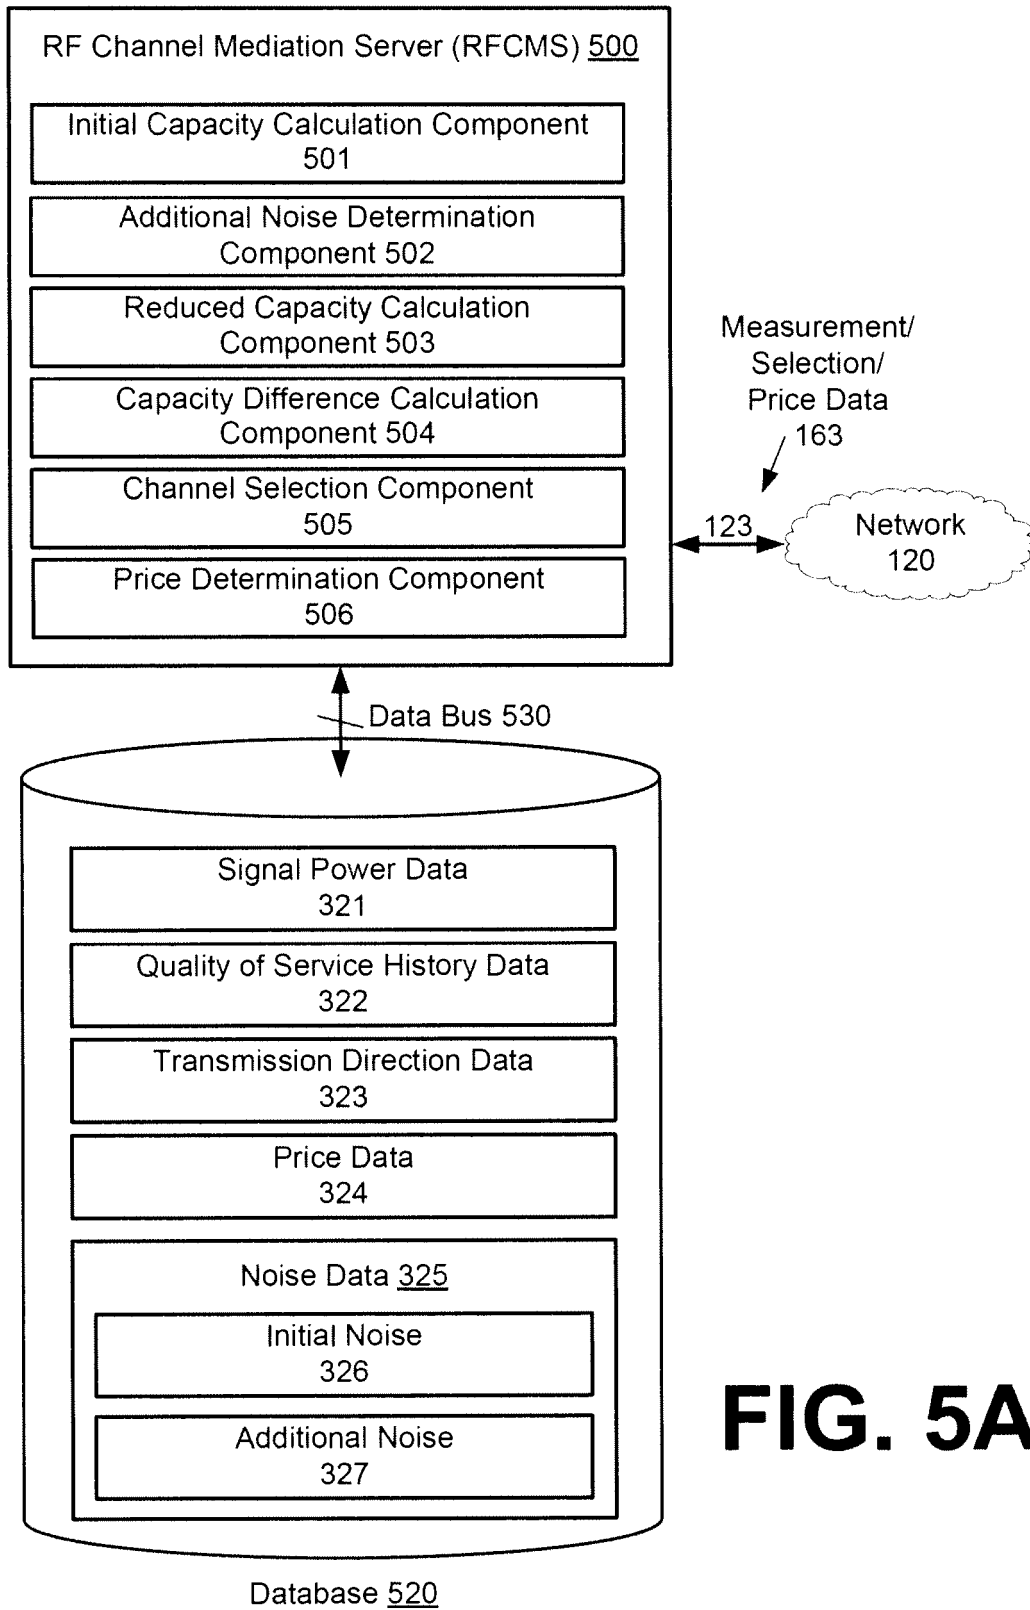 RF Channel Mediation Server (RFCMS) 500
Initial Capacity Calculation Component
501
Additional Noise Determination
Component 502
Reduced Capacity Calculation
Component 503
Capacity Difference Calculation
Component 504
Channel Selection Component
505
Price Determination Component
506
Measurement/
Selection/
Price Data
163
123
Network
120
Data Bus 530
Signal Power Data
321
Quality of Service History Data
322
Transmission Direction Data
323
Price Data
324
Noise Data 325
Initial Noise
326
Additional Noise
327
Database 520
FIG. 5A